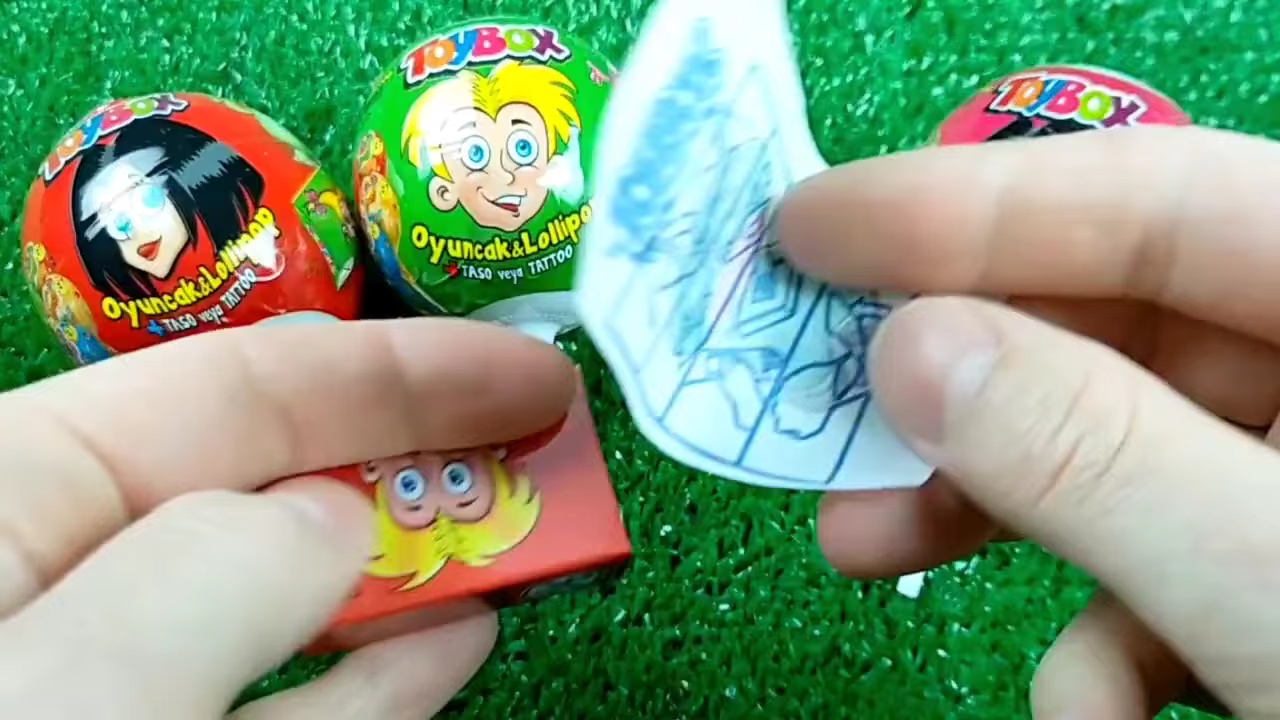 TOYBOX
Oyuncak&Lollipop
+ TASO veya TATTOO
TOYBOX
Oyuncak&Lollipo
+ TASO veya TATTOO
TOYBOX